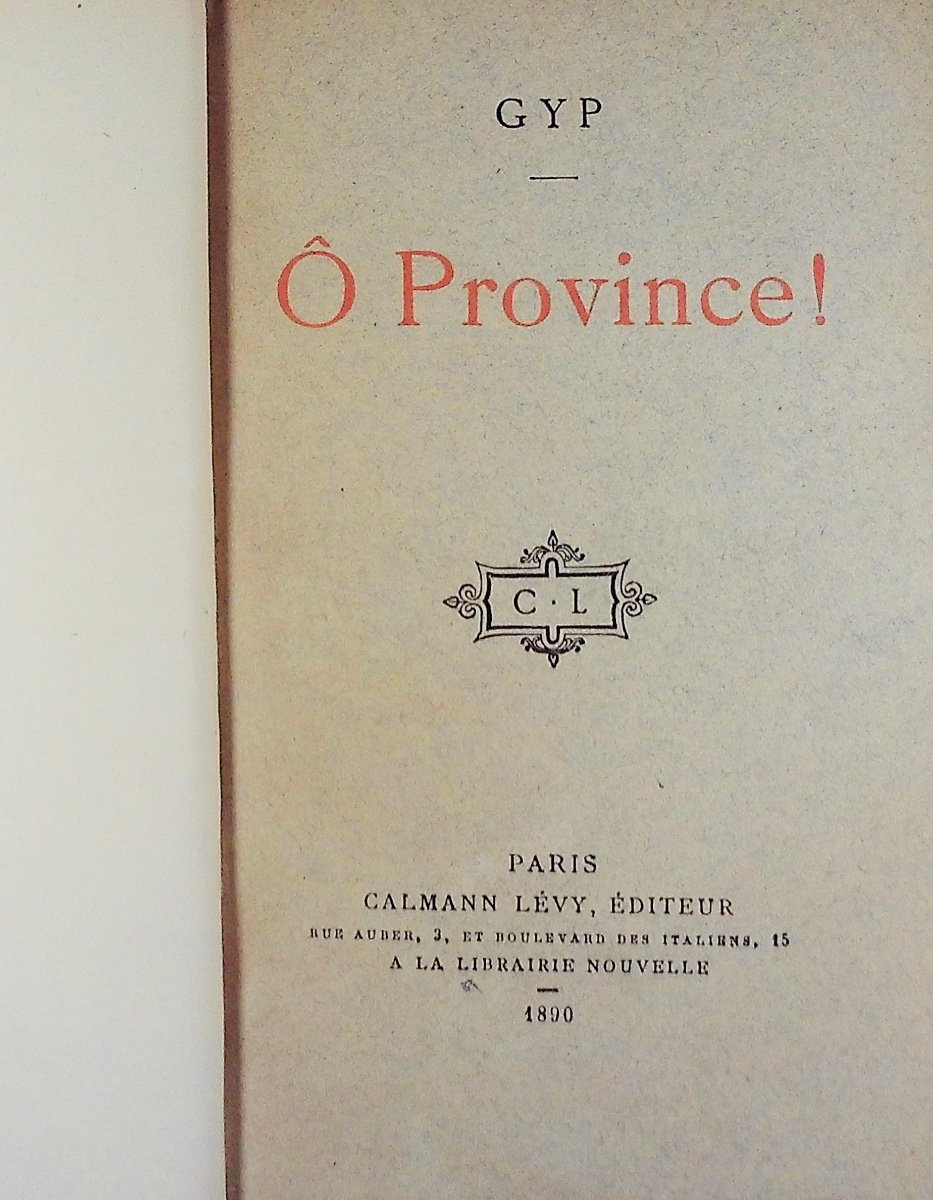 GYP
Ô Province!
C · L
PARIS
CALMANN LÉVY, ÉDITEUR
RUE AUBER, 3, ET BOULEVARD DES ITALIENS, 15
A LA LIBRAIRIE NOUVELLE
1890